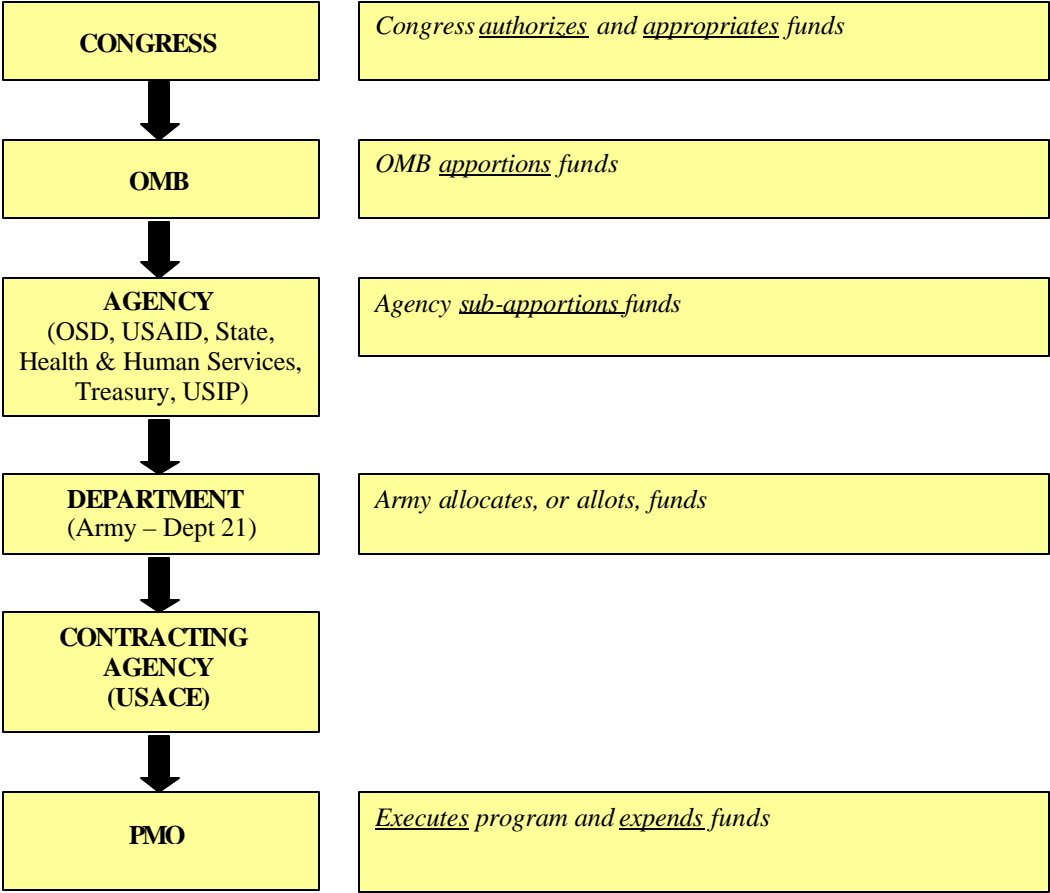 CONGRESS
Congress authorizes and appropriates funds
OMB
OMB apportions funds
AGENCY
(OSD, USAID, State,
Health & Human Services,
Treasury, USIP)
Agency sub-apportions funds
DEPARTMENT
(Army – Dept 21)
Army allocates, or allots, funds
CONTRACTING
AGENCY
(USACE)
PMO
Executes program and expends funds